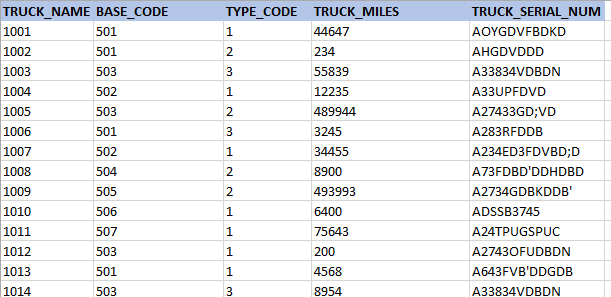 TRUCK_NAME BASE_CODE TYPE_CODE TRUCK_MILES TRUCK_SERIAL_NUM
1001 501 1 44647 AOYGDVFBDKD
1002 501 2 234 AHGDVDDD
1003 503 3 55839 A33834VDBDN
1004 502 1 12235 A33UPFDVD
1005 503 2 489944 A27433GD;VD
1006 501 3 3245 A283RFDDB
1007 502 1 34455 A234ED3FDVBD;D
1008 504 2 8900 A73FDBD'DDHDBD
1009 505 2 493993 A2734GDBKDDB'
1010 506 1 6400 ADSSB3745
1011 507 1 75643 A24TPUGSPUC
1012 503 1 200 A2743OFUDBDN
1013 501 1 4568 A643FVB'DDGDB
1014 503 3 8954 A33834VDBDN